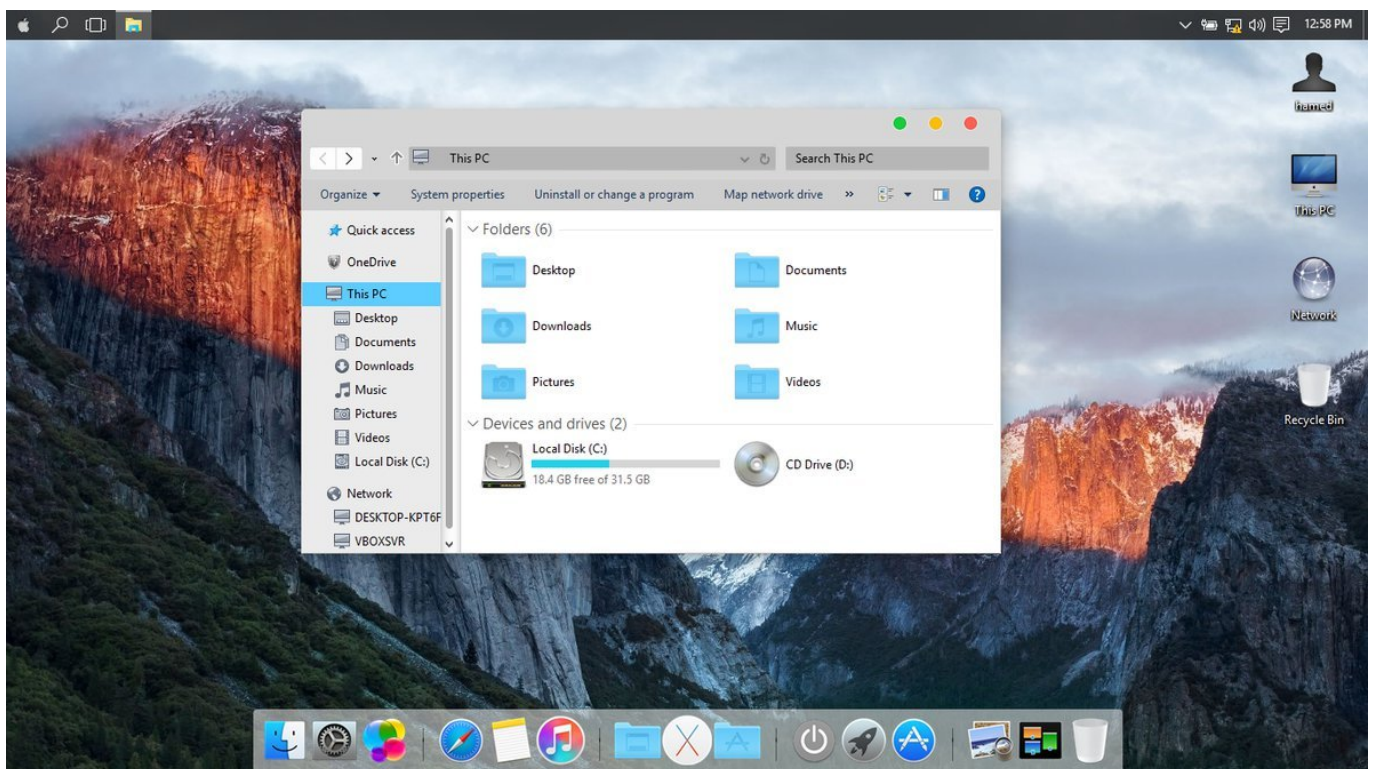 12:58 PM
hamed
This PC
Network
Recycle Bin
This PC
Search This PC
Organize
System properties
Uninstall or change a program
Map network drive
Quick access
OneDrive
This PC
Desktop
Documents
Downloads
Music
Pictures
Videos
Local Disk (C:)
Network
DESKTOP-KPT6F
VBOXSVR
Folders (6)
Desktop
Documents
Downloads
Music
Pictures
Videos
Devices and drives (2)
Local Disk (C:)
18.4 GB free of 31.5 GB
CD Drive (D:)